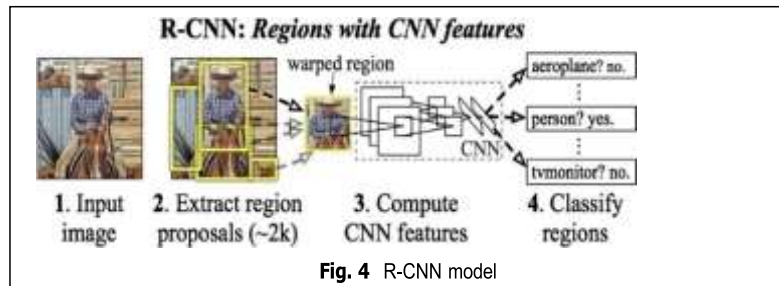 R-CNN: Regions with CNN features
warped region
aeroplane? no.
person? yes.
tvmonitor? no.
CNN
1. Input image
2. Extract region proposals (~2k)
3. Compute CNN features
4. Classify regions
Fig. 4 R-CNN model